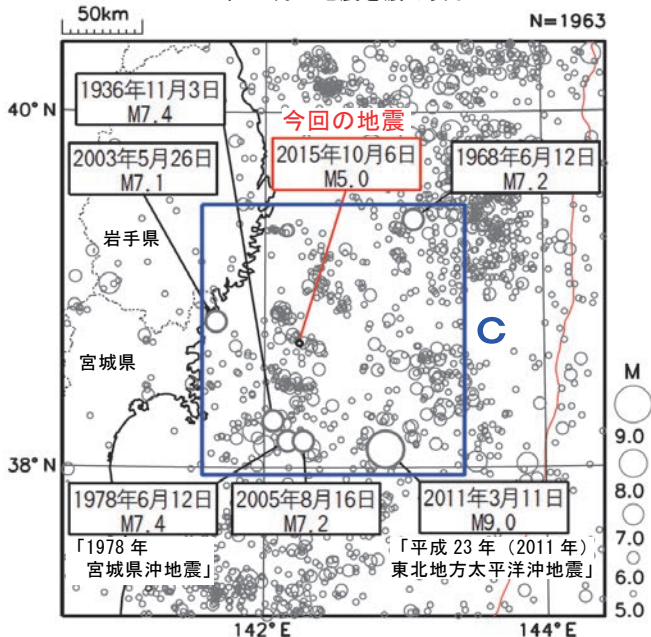 50km
N=1963
40°N
1936年11月3日
M7.4
今回の地震
2003年5月26日
M7.1
2015年10月6日
M5.0
1968年6月12日
M7.2
岩手県
C
宮城県
M
9.0
8.0
7.0
6.0
5.0
38°N
1978年6月12日
M7.4
2005年8月16日
M7.2
2011年3月11日
M9.0
「1978 年
宮城県沖地震」
「平成 23 年（2011 年）
東北地方太平洋沖地震」
142°E
144°E